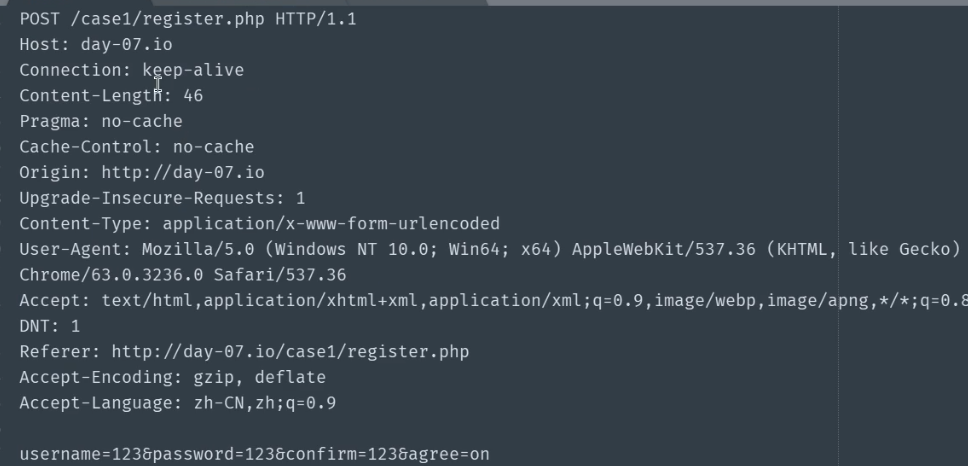 POST /case1/register.php HTTP/1.1
Host: day-07.io
Connection: keep-alive
Content-Length: 46
Pragma: no-cache
Cache-Control: no-cache
Origin: http://day-07.io
Upgrade-Insecure-Requests: 1
Content-Type: application/x-www-form-urlencoded
User-Agent: Mozilla/5.0 (Windows NT 10.0; Win64; x64) AppleWebKit/537.36 (KHTML, like Gecko)
Chrome/63.0.3236.0 Safari/537.36
Accept: text/html,application/xhtml+xml,application/xml;q=0.9,image/webp,image/apng,*/*;q=0.8
DNT: 1
Referer: http://day-07.io/case1/register.php
Accept-Encoding: gzip, deflate
Accept-Language: zh-CN,zh;q=0.9
username=123&password=123&confirm=123&agree=on